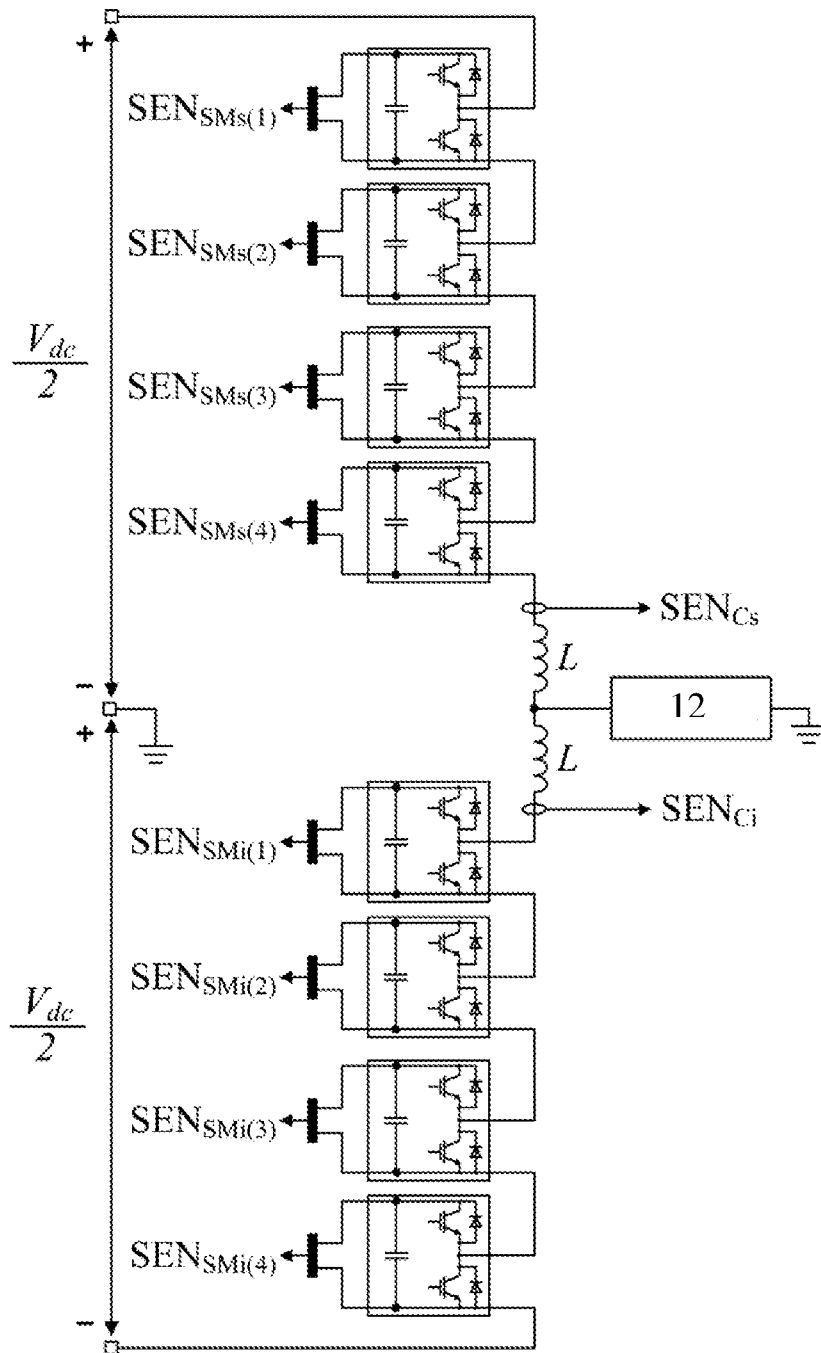 +
SEN_SMs(1)
SEN_SMs(2)
V_dc
2
SEN_SMs(3)
SEN_SMs(4)
SEN_Cs
L
−
12
+
L
SEN_Ci
SEN_SMi(1)
SEN_SMi(2)
V_dc
2
SEN_SMi(3)
SEN_SMi(4)
−